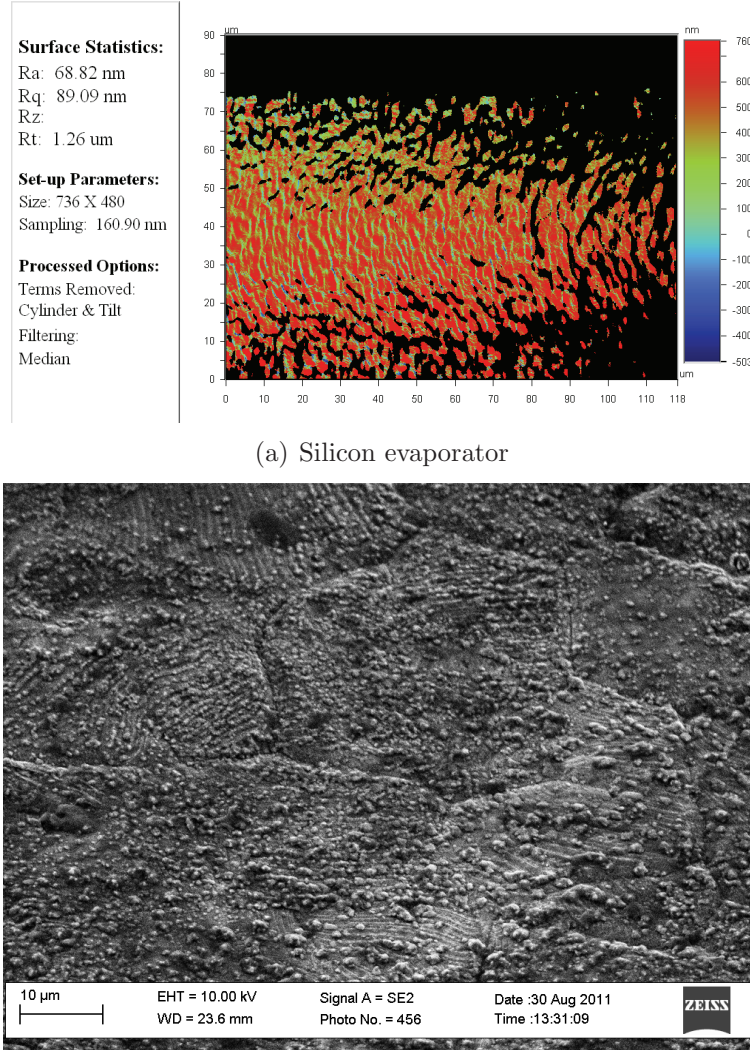 Surface Statistics:
Ra: 68.82 nm
Rq: 89.09 nm
Rz:
Rt: 1.26 um
Set-up Parameters:
Size: 736 X 480
Sampling: 160.90 nm
Processed Options:
Terms Removed:
Cylinder & Tilt
Filtering:
Median
um
90
80
70
60
50
40
30
20
10
0
0 10 20 30 40 50 60 70 80 90 100 110 118
um
nm
760
600
500
400
300
200
100
0
-100
-200
-300
-400
-503
(a) Silicon evaporator
10 µm
EHT = 10.00 kV
Signal A = SE2
Date :30 Aug 2011
WD = 23.6 mm
Photo No. = 456
Time :13:31:09
ZEISS